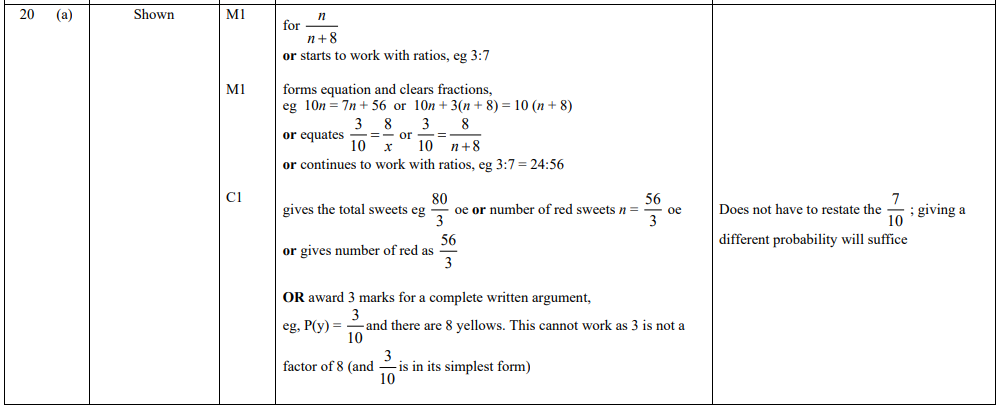 20 (a) Shown M1 for n/(n+8)
or starts to work with ratios, eg 3:7
M1 forms equation and clears fractions,
eg 10n = 7n + 56 or 10n + 3(n + 8) = 10 (n + 8)
or equates 3/10 = 8/x or 3/10 = 8/(n+8)
or continues to work with ratios, eg 3:7 = 24:56
C1 gives the total sweets eg 80/3 oe or number of red sweets n = 56/3 oe
or gives number of red as 56/3
Does not have to restate the 7/10 ; giving a
different probability will suffice
OR award 3 marks for a complete written argument,
eg, P(y) = 3/10 and there are 8 yellows. This cannot work as 3 is not a
factor of 8 (and 3/10 is in its simplest form)